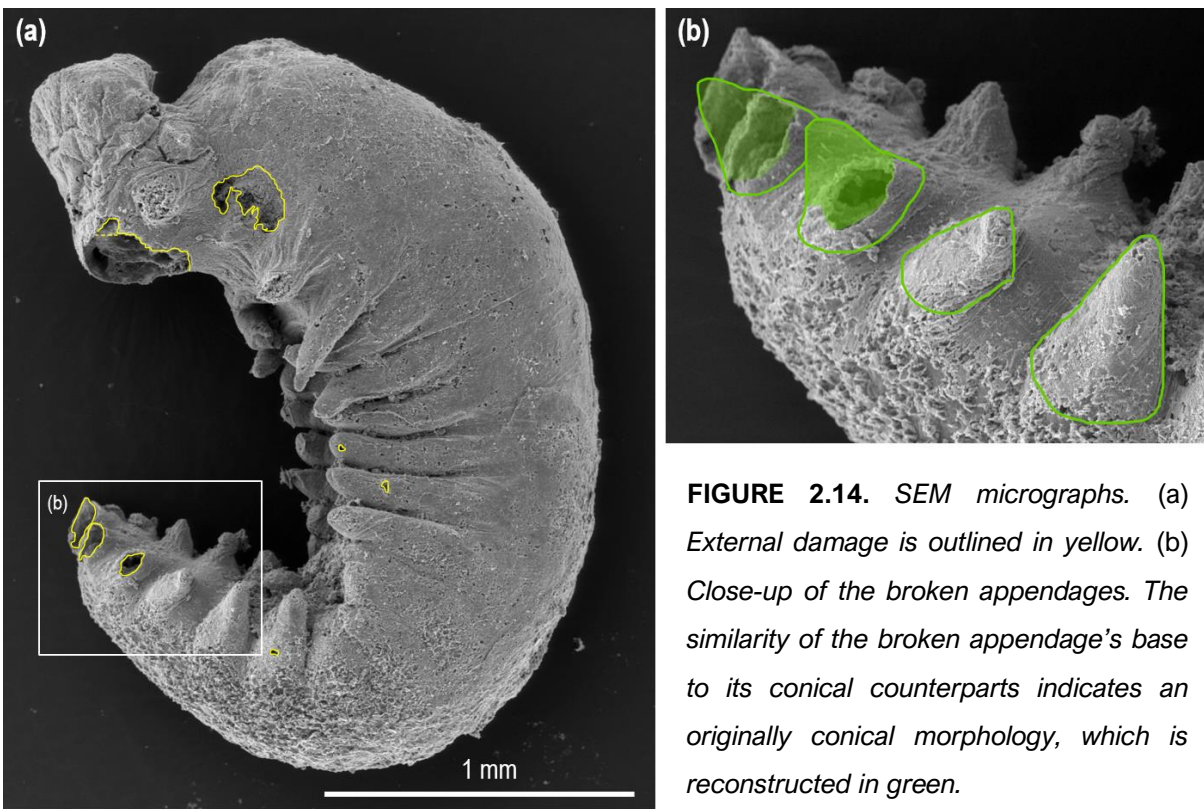 (a)
(b)
1 mm
(b)
FIGURE 2.14. SEM micrographs. (a)
External damage is outlined in yellow. (b)
Close-up of the broken appendages. The
similarity of the broken appendage’s base
to its conical counterparts indicates an
originally conical morphology, which is
reconstructed in green.